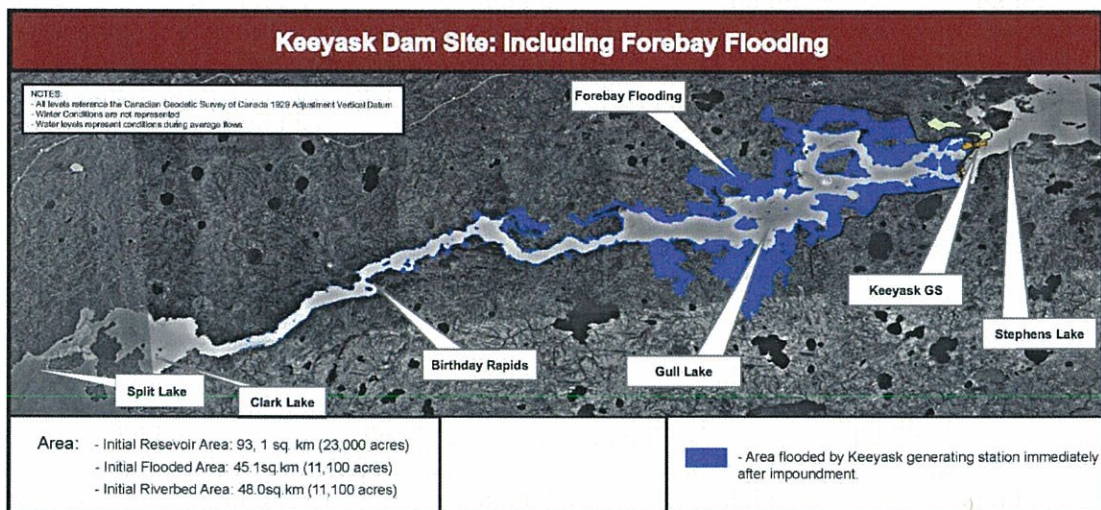 Keeyask Dam Site: Including Forebay Flooding
NOTES:
- All levels reference the Canadian Geodetic Survey of Canada 1929 Adjustment Vertical Datum
- Winter Conditions are not represented
- Water levels represent conditions during average flows
Forebay Flooding
Keeyask GS
Stephens Lake
Birthday Rapids
Gull Lake
Split Lake
Clark Lake
Area: - Initial Resevoir Area: 93, 1 sq. km (23,000 acres)
- Initial Flooded Area: 45.1sq.km (11,100 acres)
- Initial Riverbed Area: 48.0sq.km (11,100 acres)
- Area flooded by Keeyask generating station immediately
after impoundment.